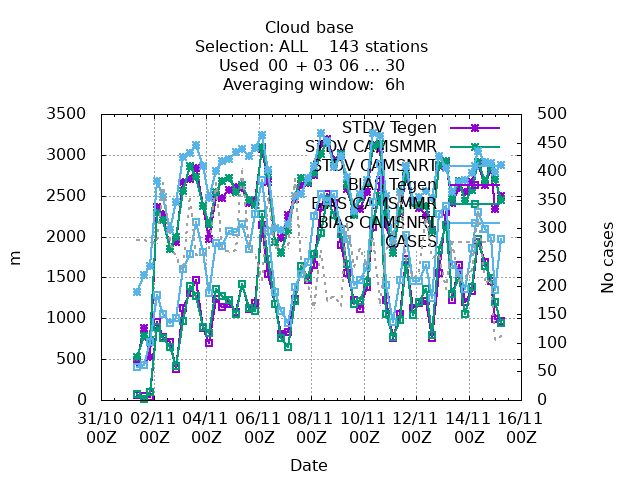 Cloud base
Selection: ALL 143 stations
Used 00 + 03 06 ... 30
Averaging window: 6h
3500
3000
2500
2000
1500
1000
500
0
m
500
450
400
350
300
250
200
150
100
50
0
No cases
STDV Tegen
STDV CAMSMMR
STDV CAMSNRT
BIAS Tegen
BIAS CAMSMMR
BIAS CAMSNRT
CASES
31/10 02/11 04/11 06/11 08/11 10/11 12/11 14/11 16/11
00Z 00Z 00Z 00Z 00Z 00Z 00Z 00Z 00Z
Date